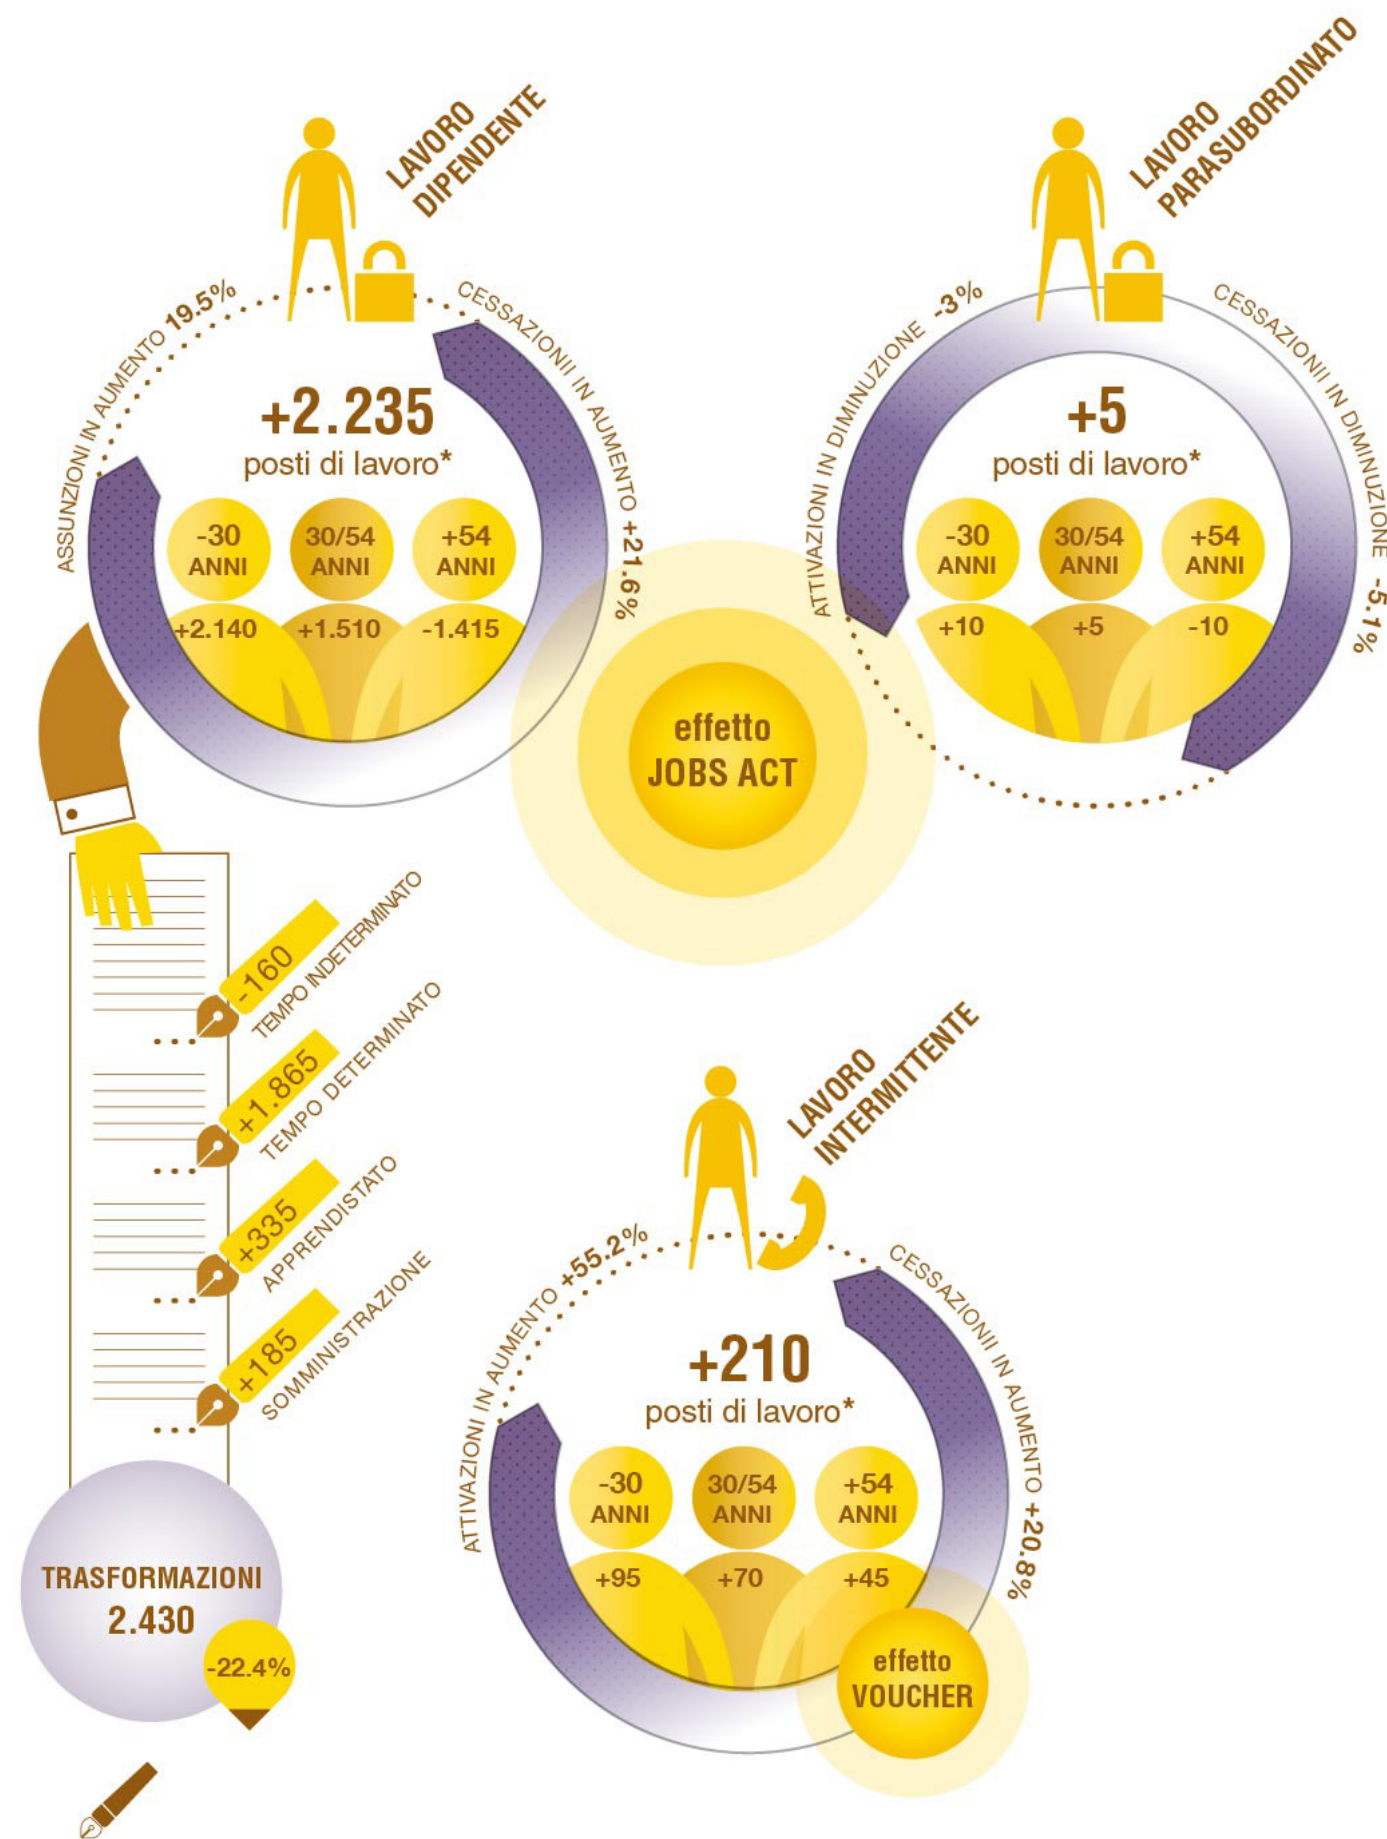 LAVORO
DIPENDENTE
ASSUNZIONI IN AUMENTO 19.5%
CESSAZIONII IN AUMENTO +21.6%
+2.235
posti di lavoro*
-30
ANNI
30/54
ANNI
+54
ANNI
+2.140
+1.510
-1.415
LAVORO
PARASUBORDINATO
ATTIVAZIONI IN DIMINUZIONE -3%
CESSAZIONII IN DIMINUZIONE -5.1%
+5
posti di lavoro*
-30
ANNI
30/54
ANNI
+54
ANNI
+10
+5
-10
effetto
JOBS ACT
-160
TEMPO INDETERMINATO
+1.865
TEMPO DETERMINATO
+335
APPRENDISTATO
+185
SOMMINISTRAZIONE
TRASFORMAZIONI
2.430
-22.4%
LAVORO
INTERMITTENTE
ATTIVAZIONI IN AUMENTO +55.2%
CESSAZIONII IN AUMENTO +20.8%
+210
posti di lavoro*
-30
ANNI
30/54
ANNI
+54
ANNI
+95
+70
+45
effetto
VOUCHER